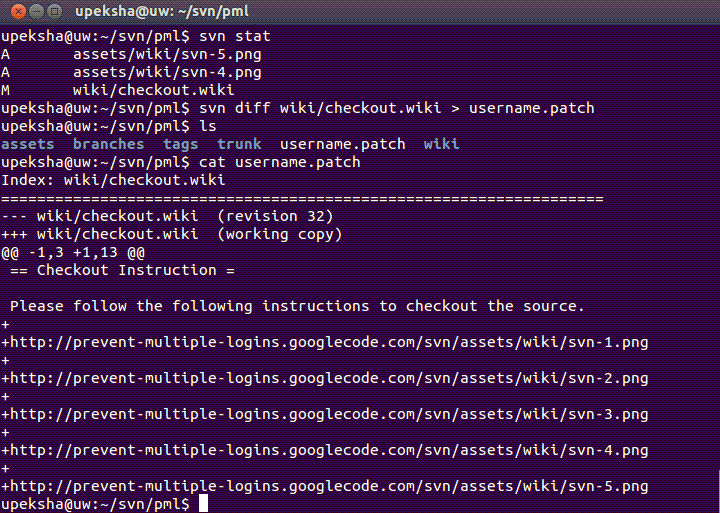 upeksha@uw: ~/svn/pml
upeksha@uw:~/svn/pml$ svn stat
A       assets/wiki/svn-5.png
A       assets/wiki/svn-4.png
M       wiki/checkout.wiki
upeksha@uw:~/svn/pml$ svn diff wiki/checkout.wiki > username.patch
upeksha@uw:~/svn/pml$ ls
assets  branches  tags  trunk  username.patch  wiki
upeksha@uw:~/svn/pml$ cat username.patch
Index: wiki/checkout.wiki
===================================================================
--- wiki/checkout.wiki  (revision 32)
+++ wiki/checkout.wiki  (working copy)
@@ -1,3 +1,13 @@
 == Checkout Instruction =
 Please follow the following instructions to checkout the source.
+
+http://prevent-multiple-logins.googlecode.com/svn/assets/wiki/svn-1.png
+
+http://prevent-multiple-logins.googlecode.com/svn/assets/wiki/svn-2.png
+
+http://prevent-multiple-logins.googlecode.com/svn/assets/wiki/svn-3.png
+
+http://prevent-multiple-logins.googlecode.com/svn/assets/wiki/svn-4.png
+
+http://prevent-multiple-logins.googlecode.com/svn/assets/wiki/svn-5.png
upeksha@uw:~/svn/pml$